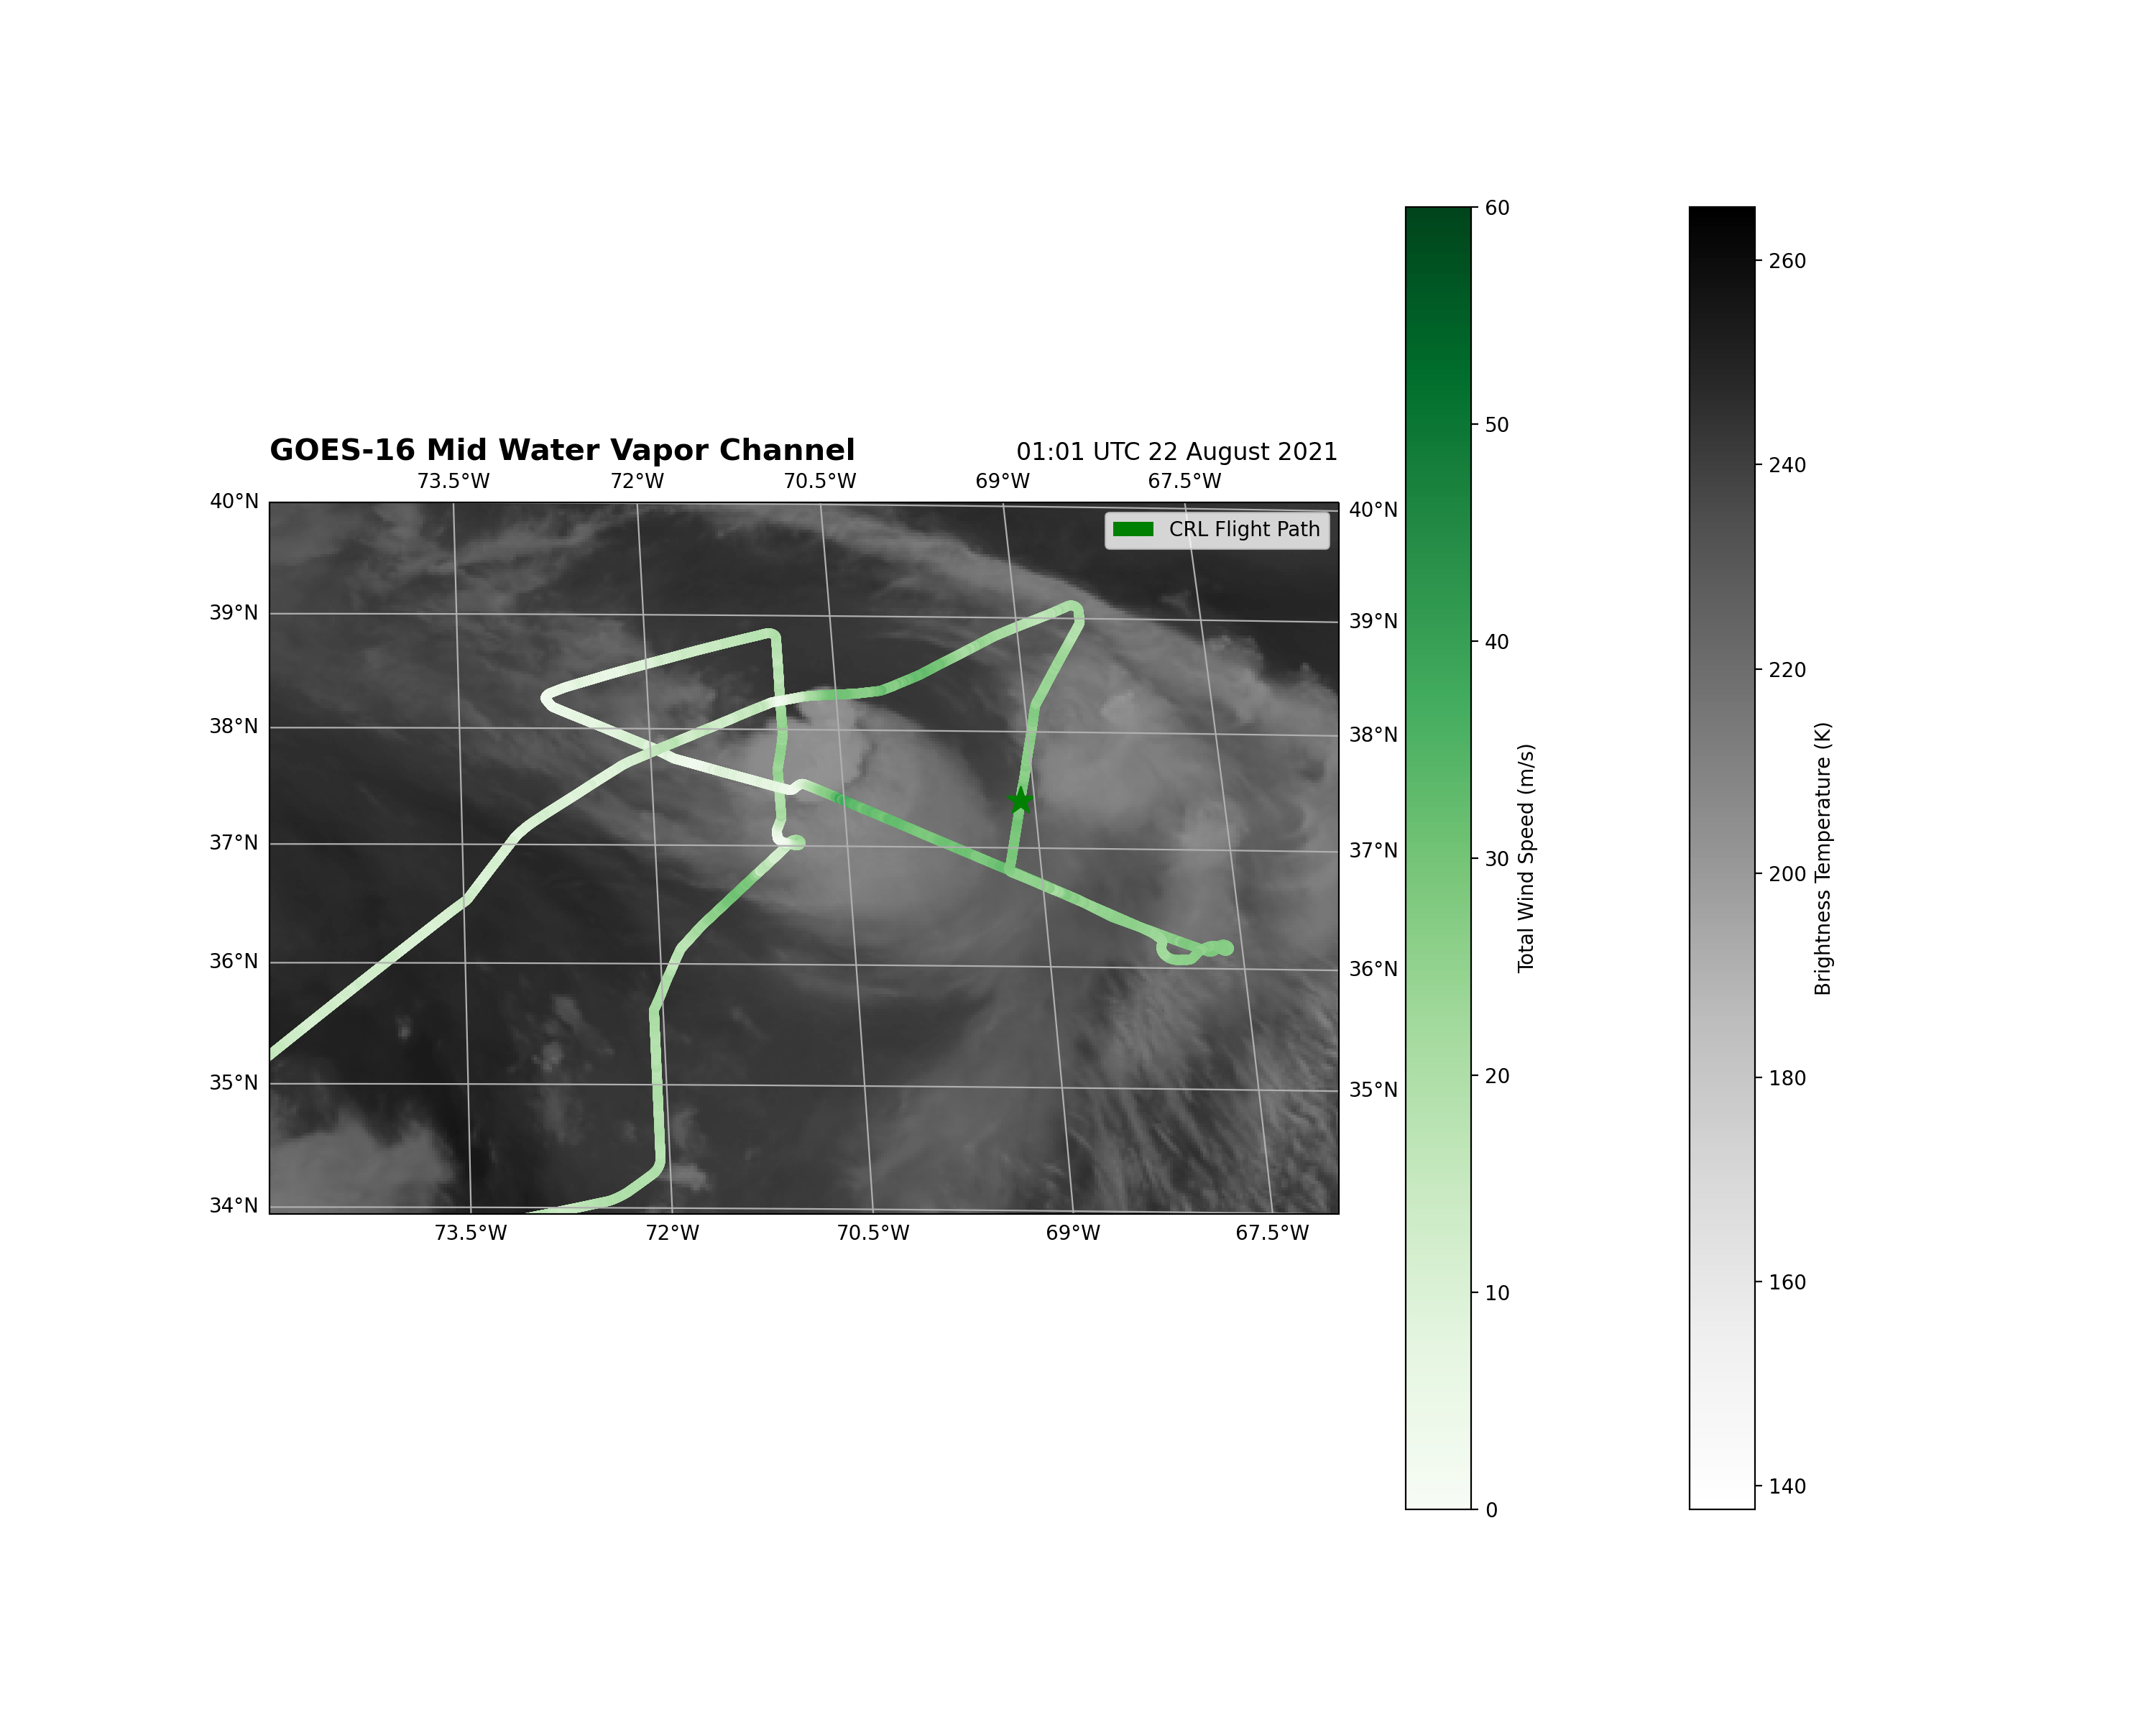 GOES-16 Mid Water Vapor Channel
01:01 UTC 22 August 2021
73.5°W 72°W 70.5°W 69°W 67.5°W
40°N
40°N
CRL Flight Path
39°N
39°N
38°N
38°N
37°N
37°N
36°N
36°N
35°N
35°N
34°N
73.5°W 72°W 70.5°W 69°W 67.5°W
60
50
40
30
20
10
0
Total Wind Speed (m/s)
260
240
220
200
180
160
140
Brightness Temperature (K)